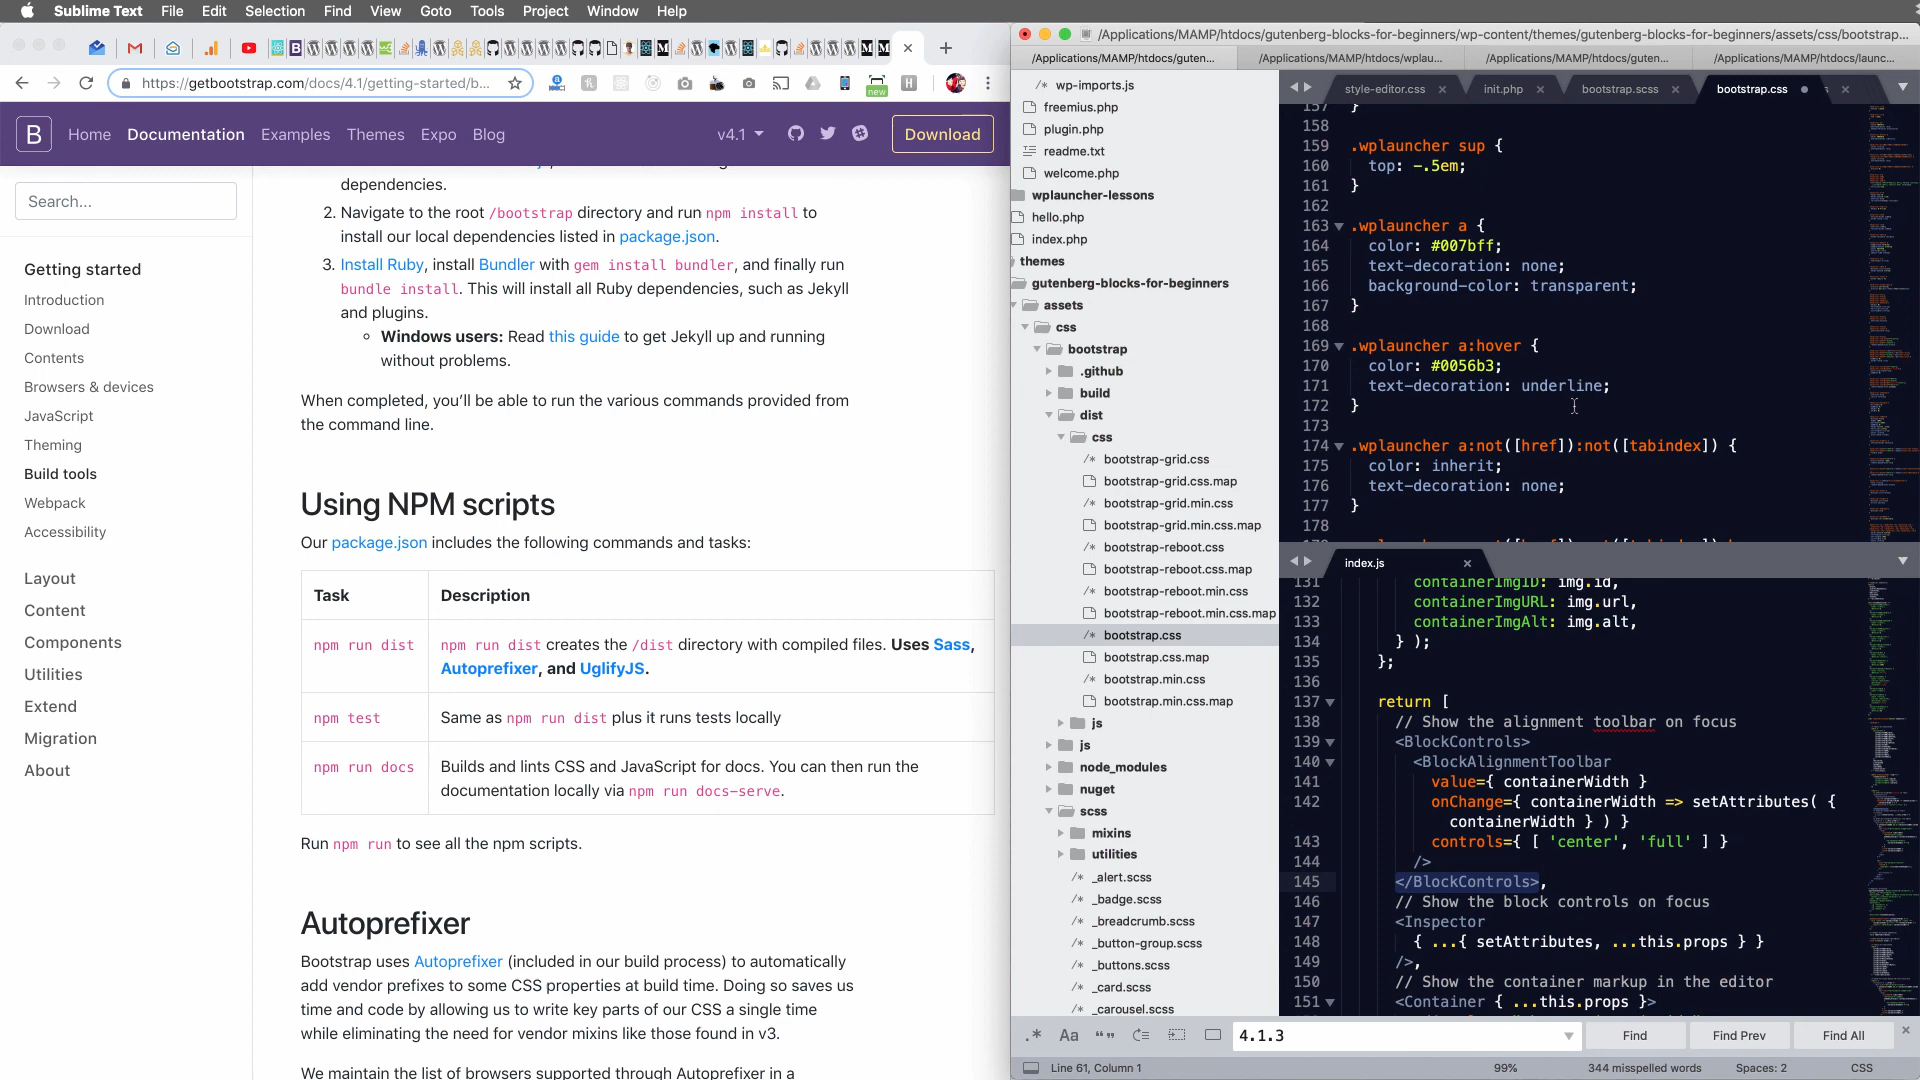 Sublime Text File Edit Selection Find View Goto Tools Project Window Help
https://getbootstrap.com/docs/4.1/getting-started/b...
new
B Home Documentation Examples Themes Expo Blog v4.1 Download
Search...
Getting started
Introduction
Download
Contents
Browsers & devices
JavaScript
Theming
Build tools
Webpack
Accessibility
Layout
Content
Components
Utilities
Extend
Migration
About
dependencies.
2. Navigate to the root /bootstrap directory and run npm install to
install our local dependencies listed in package.json.
3. Install Ruby, install Bundler with gem install bundler, and finally run
bundle install. This will install all Ruby dependencies, such as Jekyll
and plugins.
Windows users: Read this guide to get Jekyll up and running
without problems.
When completed, you’ll be able to run the various commands provided from
the command line.
Using NPM scripts
Our package.json includes the following commands and tasks:
Task Description
npm run dist npm run dist creates the /dist directory with compiled files. Uses Sass,
Autoprefixer, and UglifyJS.
npm test Same as npm run dist plus it runs tests locally
npm run docs Builds and lints CSS and JavaScript for docs. You can then run the
documentation locally via npm run docs-serve.
Run npm run to see all the npm scripts.
Autoprefixer
Bootstrap uses Autoprefixer (included in our build process) to automatically
add vendor prefixes to some CSS properties at build time. Doing so saves us
time and code by allowing us to write key parts of our CSS a single time
while eliminating the need for vendor mixins like those found in v3.
We maintain the list of browsers supported through Autoprefixer in a
/Applications/MAMP/htdocs/gutenberg-blocks-for-beginners/wp-content/themes/gutenberg-blocks-for-beginners/assets/css/bootstrap...
/Applications/MAMP/htdocs/guten... /Applications/MAMP/htdocs/wplau... /Applications/MAMP/htdocs/guten... /Applications/MAMP/htdocs/launc...
/* wp-imports.js
freemius.php
plugin.php
readme.txt
welcome.php
wplauncher-lessons
hello.php
index.php
themes
gutenberg-blocks-for-beginners
assets
css
bootstrap
.github
build
dist
css
/* bootstrap-grid.css
bootstrap-grid.css.map
/* bootstrap-grid.min.css
bootstrap-grid.min.css.map
/* bootstrap-reboot.css
bootstrap-reboot.css.map
/* bootstrap-reboot.min.css
bootstrap-reboot.min.css.map
/* bootstrap.css
bootstrap.css.map
/* bootstrap.min.css
bootstrap.min.css.map
js
js
node_modules
nuget
scss
mixins
utilities
/* _alert.scss
/* _badge.scss
/* _breadcrumb.scss
/* _button-group.scss
/* _buttons.scss
/* _card.scss
/* _carousel.scss
style-editor.css init.php bootstrap.scss bootstrap.css s
157 }
158
159 .wplauncher sup {
160 top: -.5em;
161 }
162
163 .wplauncher a {
164 color: #007bff;
165 text-decoration: none;
166 background-color: transparent;
167 }
168
169 .wplauncher a:hover {
170 color: #0056b3;
171 text-decoration: underline;
172 }
173
174 .wplauncher a:not([href]):not([tabindex]) {
175 color: inherit;
176 text-decoration: none;
177 }
178
index.js
131 containerImgID: img.id,
132 containerImgURL: img.url,
133 containerImgAlt: img.alt,
134 } );
135 };
136
137 return [
138 // Show the alignment toolbar on focus
139 <BlockControls>
140 <BlockAlignmentToolbar
141 value={ containerWidth }
142 onChange={ containerWidth => setAttributes( {
containerWidth } ) }
143 controls={ [ 'center', 'full' ] }
144 />
145 </BlockControls>,
146 // Show the block controls on focus
147 <Inspector
148 { ...{ setAttributes, ...this.props } }
149 />,
150 // Show the container markup in the editor
151 <Container { ...this.props }>
.* Aa “” 4.1.3 Find Find Prev Find All
Line 61, Column 1 99% 344 misspelled words Spaces: 2 CSS